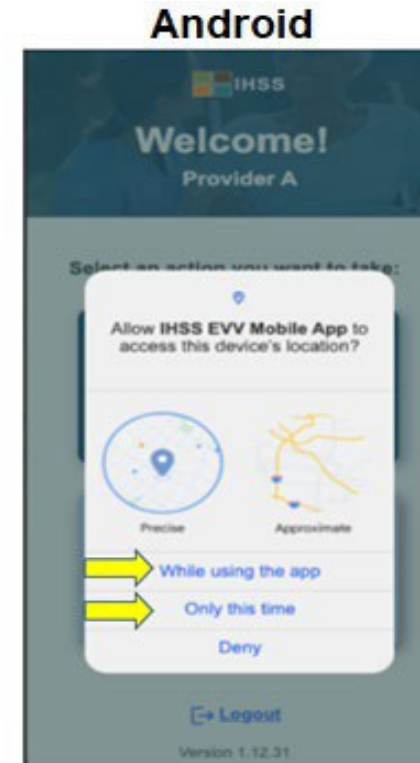 Android
IHSS
Welcome!
Provider A
Select an action you want to take:
Allow IHSS EVV Mobile App to
access this device's location?
Precise
Approximate
While using the app
Only this time
Deny
Logout
Version 1.12.31